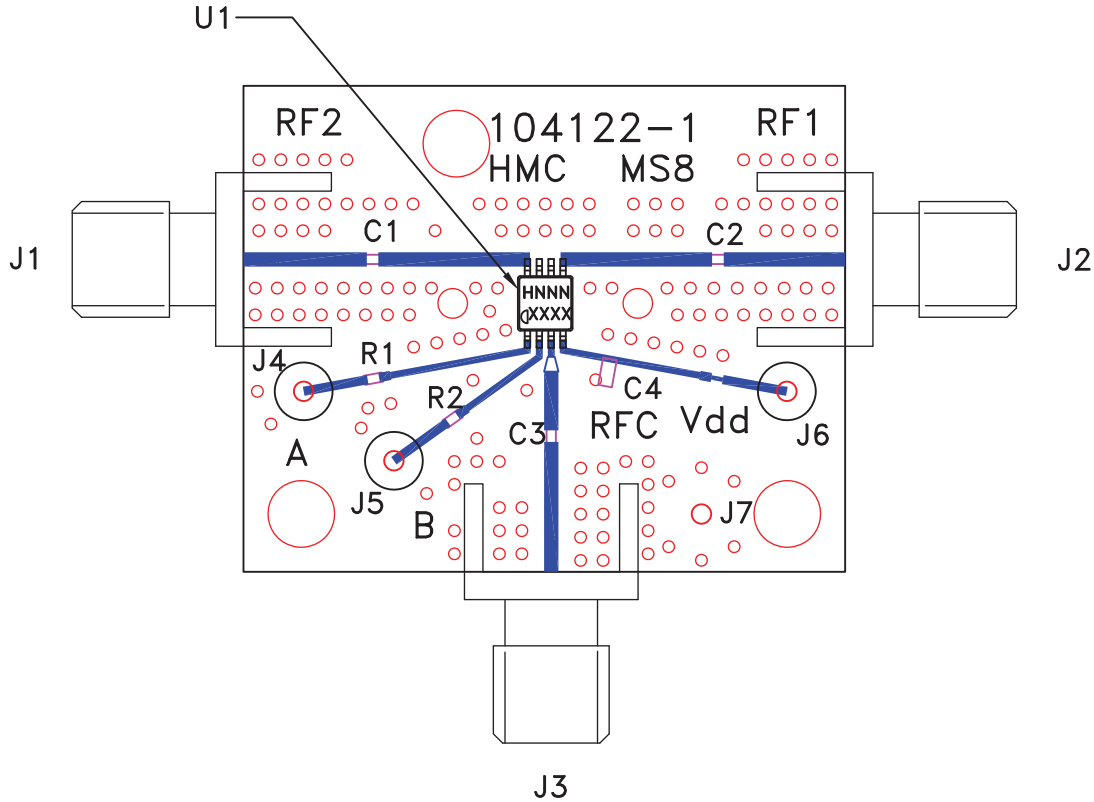 U1
RF2
104122-1
RF1
HMC MS8
C1
C2
J1
J2
HNNN
XXXX
J4
R1
R2
C4
C3
RFC
Vdd
J6
A
J5
B
J7
J3